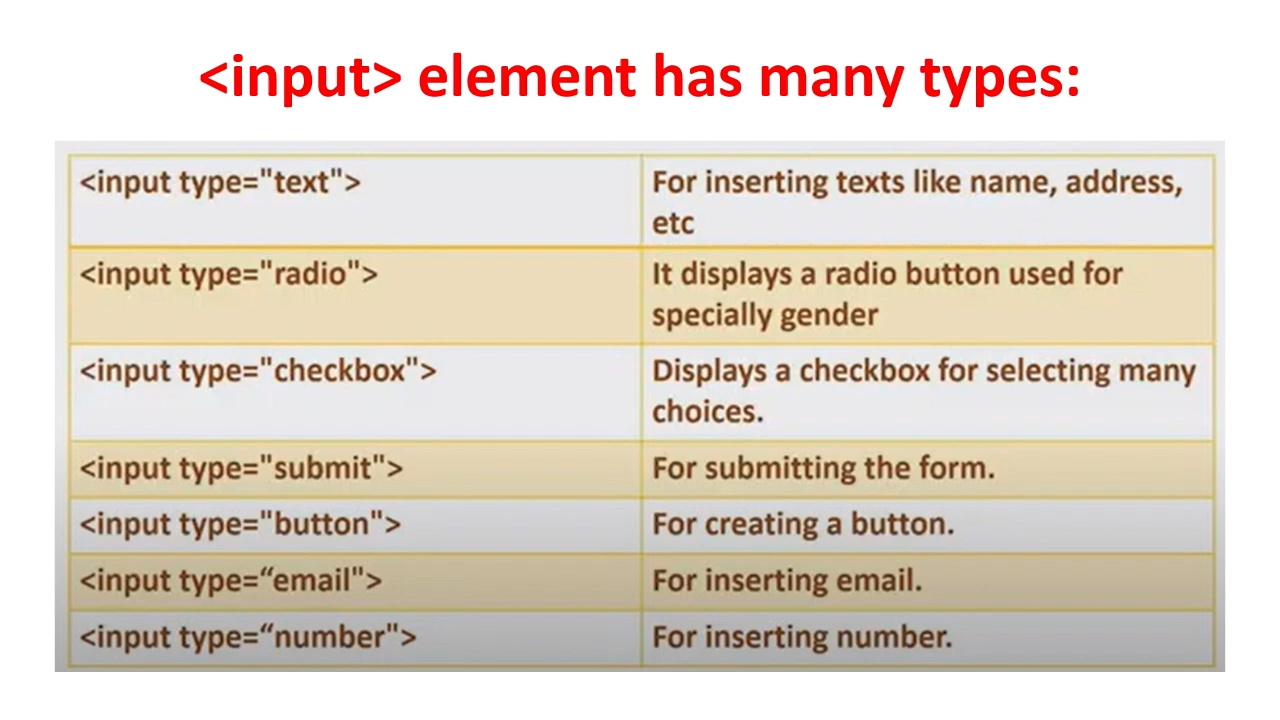 <input> element has many types:
<input type="text">
For inserting texts like name, address,
etc
<input type="radio">
It displays a radio button used for
specially gender
<input type="checkbox">
Displays a checkbox for selecting many
choices.
<input type="submit">
For submitting the form.
<input type="button">
For creating a button.
<input type=“email">
For inserting email.
<input type=“number">
For inserting number.